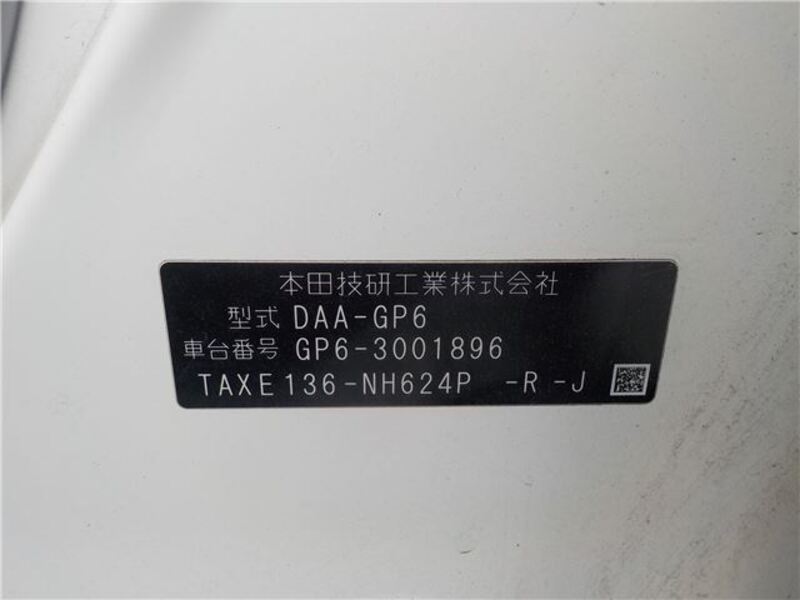 本田技研工業株式会社
型式 DAA-GP6
車台番号 GP6-3001896
TAXE136-NH624P -R -J